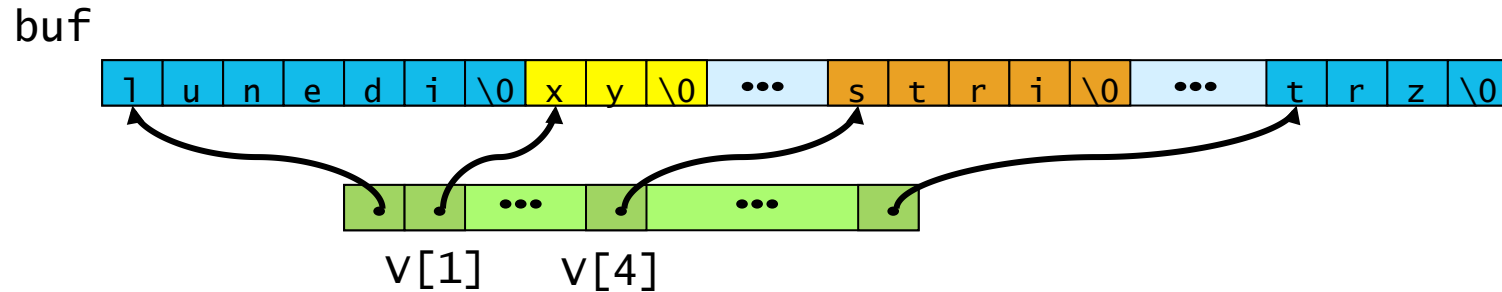 buf
l u n e d i \0 x y \0 ••• s t r i \0 ••• t r z \0
••• •••
V[1] V[4]